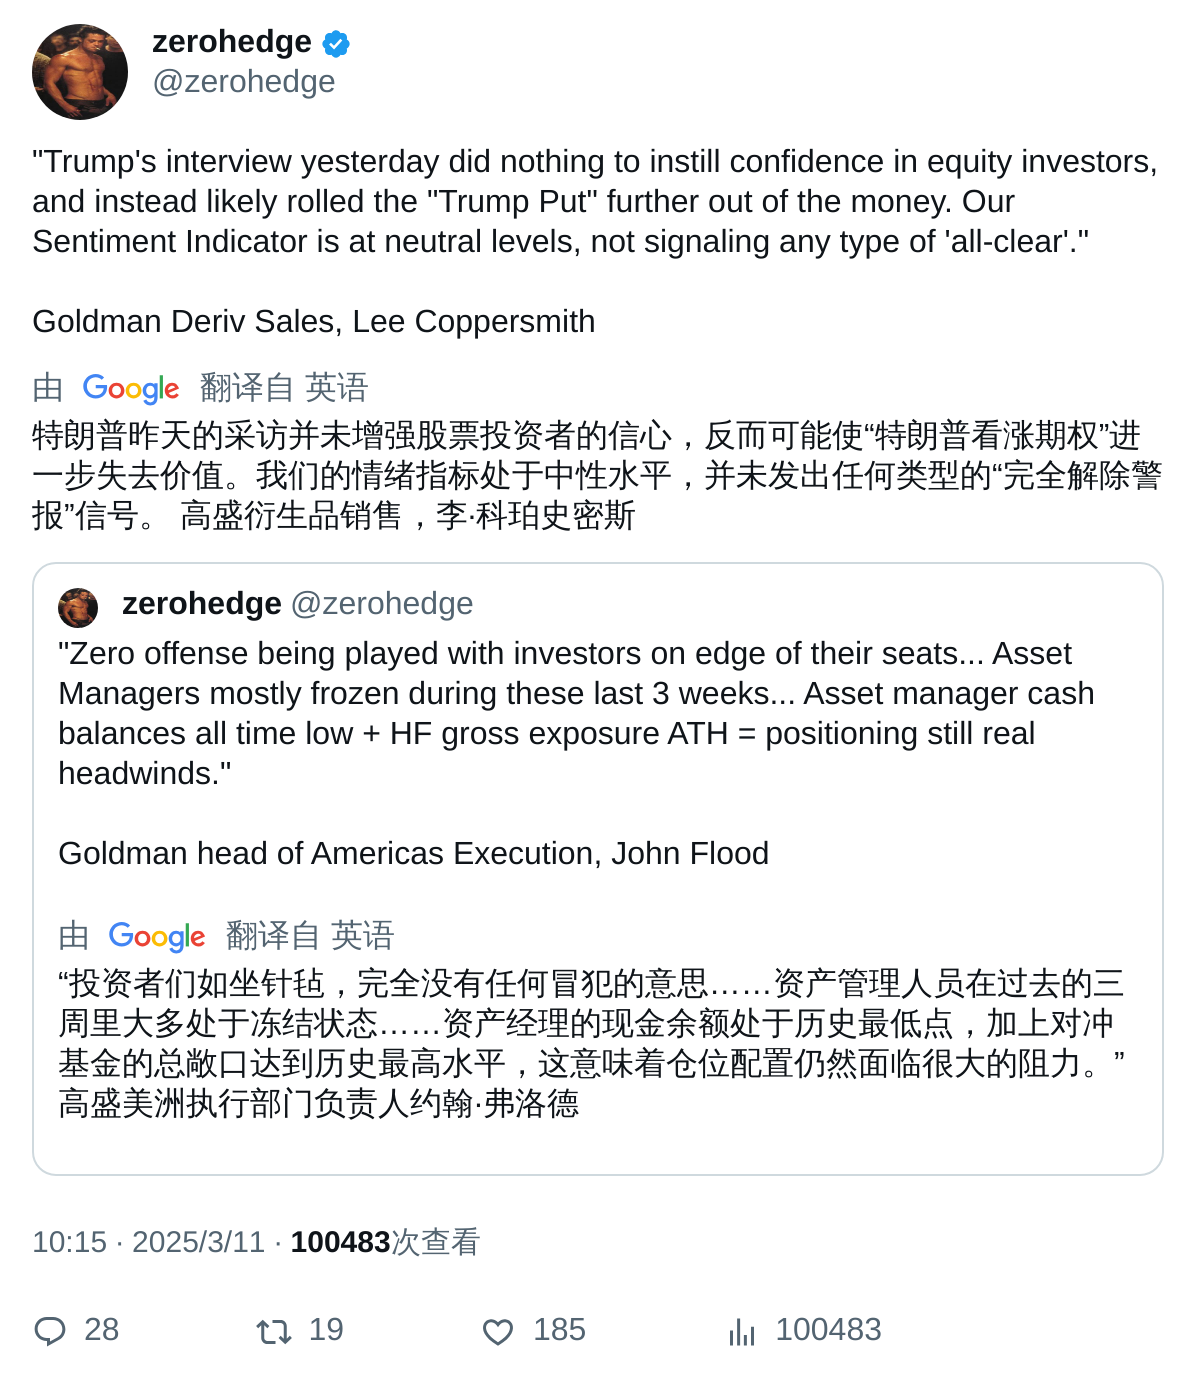 zerohedge
@zerohedge
"Trump's interview yesterday did nothing to instill confidence in equity investors,
and instead likely rolled the "Trump Put" further out of the money. Our
Sentiment Indicator is at neutral levels, not signaling any type of 'all-clear'."
Goldman Deriv Sales, Lee Coppersmith
由 Google 翻译自 英语
特朗普昨天的采访并未增强股票投资者的信心，反而可能使“特朗普看涨期权”进
一步失去价值。我们的情绪指标处于中性水平，并未发出任何类型的“完全解除警
报”信号。 高盛衍生品销售，李·科珀史密斯
zerohedge @zerohedge
"Zero offense being played with investors on edge of their seats... Asset
Managers mostly frozen during these last 3 weeks... Asset manager cash
balances all time low + HF gross exposure ATH = positioning still real
headwinds."
Goldman head of Americas Execution, John Flood
由 Google 翻译自 英语
“投资者们如坐针毡，完全没有任何冒犯的意思……资产管理人员在过去的三
周里大多处于冻结状态……资产经理的现金余额处于历史最低点，加上对冲
基金的总敞口达到历史最高水平，这意味着仓位配置仍然面临很大的阻力。”
高盛美洲执行部门负责人约翰·弗洛德
10:15 · 2025/3/11 · 100483次查看
28 19 185 100483